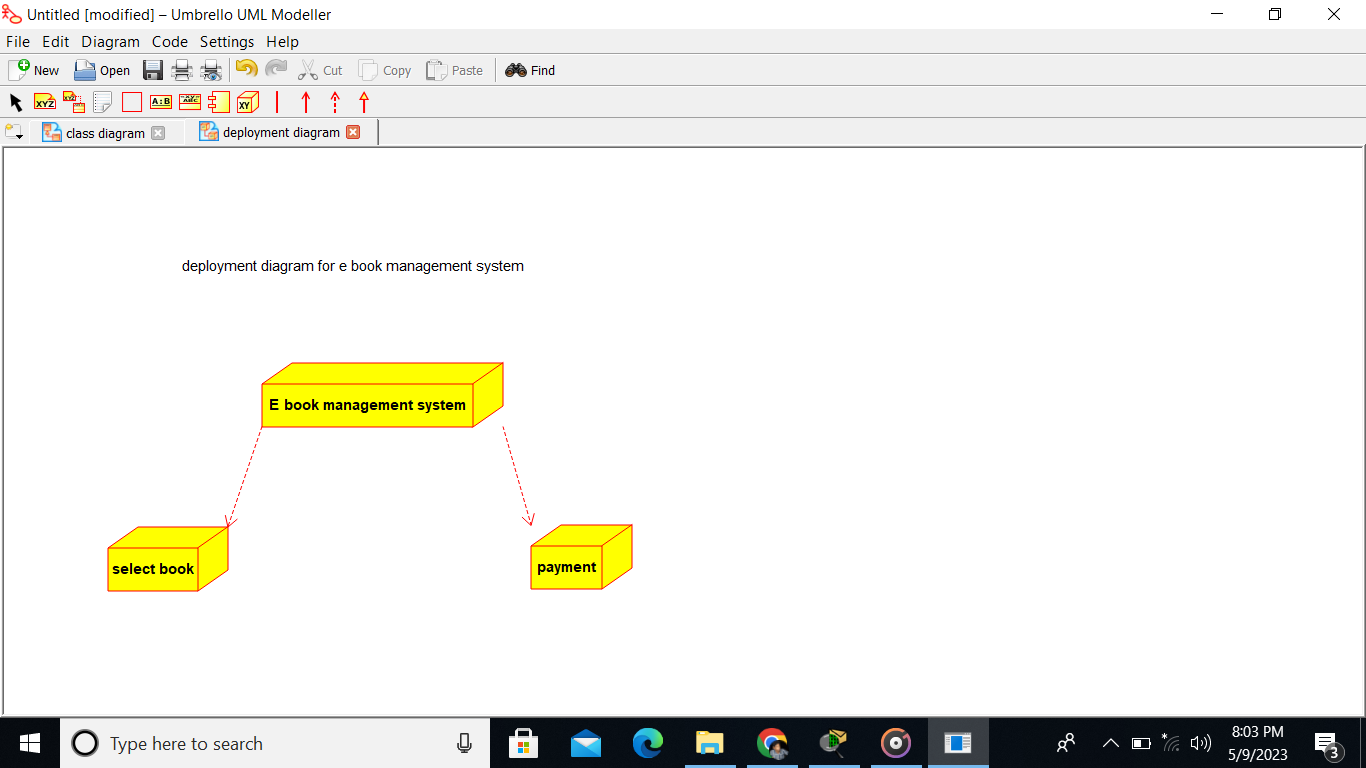 Untitled [modified] – Umbrello UML Modeller
File Edit Diagram Code Settings Help
New Open Cut Copy Paste Find
XYZ XYZ A:B ABC XY
class diagram deployment diagram
deployment diagram for e book management system
E book management system
select book payment
Type here to search
8:03 PM
5/9/2023
3